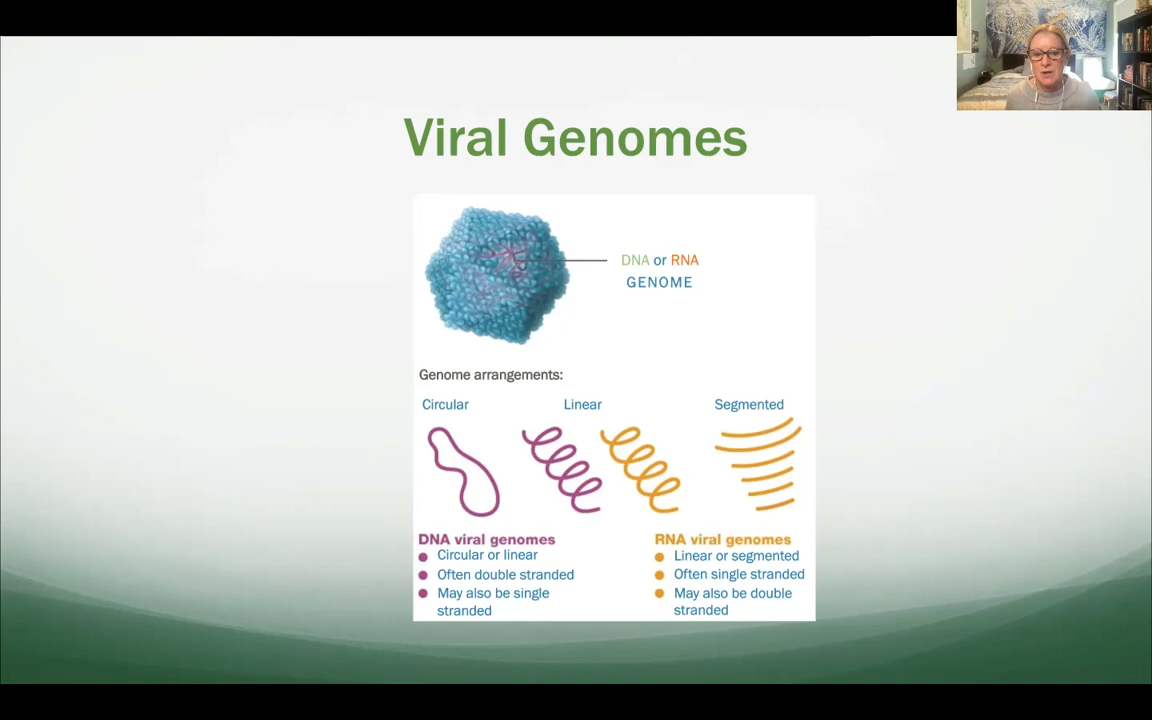 Viral Genomes
DNA or RNA
GENOME
Genome arrangements:
Circular
Linear
Segmented
DNA viral genomes
Circular or linear
Often double stranded
May also be single
stranded
RNA viral genomes
Linear or segmented
Often single stranded
May also be double
stranded